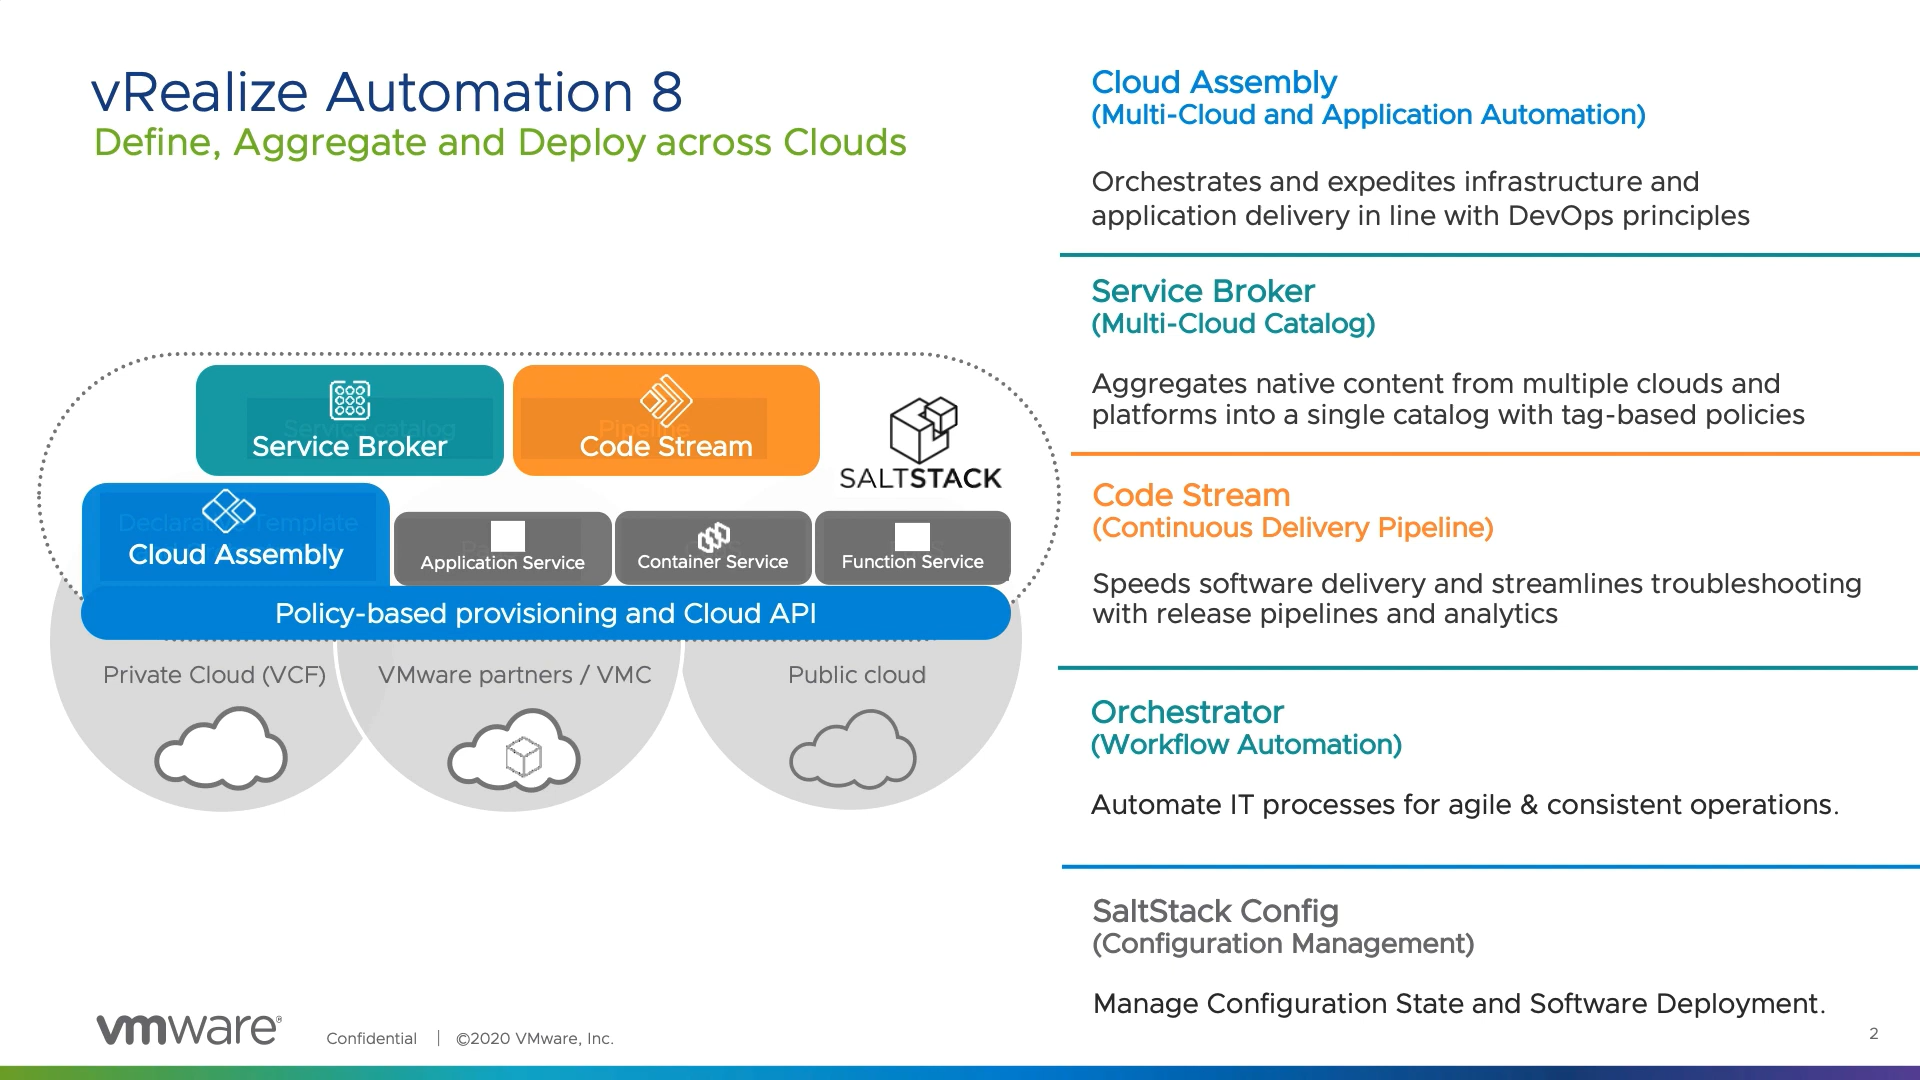 vRealize Automation 8
Define, Aggregate and Deploy across Clouds
Service catalog
Service Broker
Pipeline
Code Stream
SALTSTACK
Cloud Assembly
Application Service
Container Service
Function Service
Policy-based provisioning and Cloud API
Private Cloud (VCF)
VMware partners / VMC
Public cloud
Cloud Assembly
(Multi-Cloud and Application Automation)
Orchestrates and expedites infrastructure and
application delivery in line with DevOps principles
Service Broker
(Multi-Cloud Catalog)
Aggregates native content from multiple clouds and
platforms into a single catalog with tag-based policies
Code Stream
(Continuous Delivery Pipeline)
Speeds software delivery and streamlines troubleshooting
with release pipelines and analytics
Orchestrator
(Workflow Automation)
Automate IT processes for agile & consistent operations.
SaltStack Config
(Configuration Management)
Manage Configuration State and Software Deployment.
vmware®
Confidential | ©2020 VMware, Inc.
2